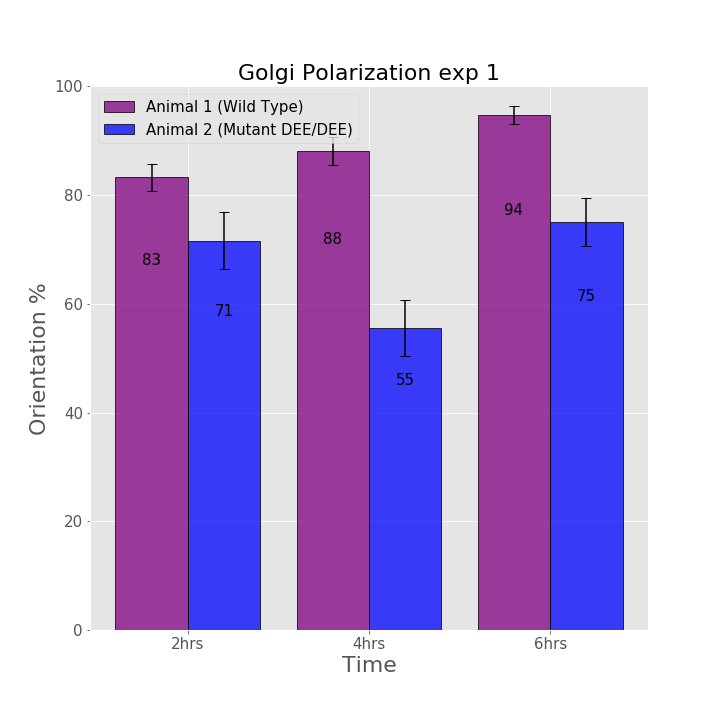 Golgi Polarization exp 1
Animal 1 (Wild Type)
Animal 2 (Mutant DEE/DEE)
Orientation %
100
80
60
40
20
0
83
71
88
55
94
75
2hrs
4hrs
6hrs
Time